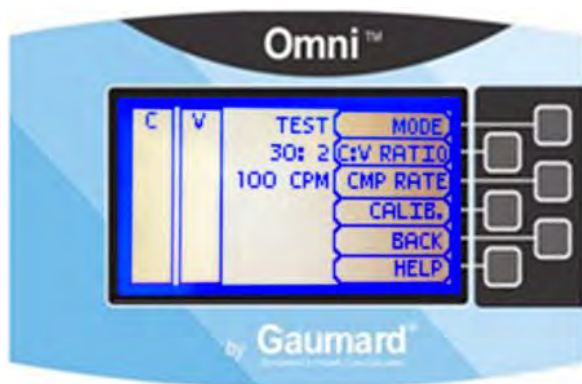 Omni™
C V TEST MODE
30: 2 C:V RATIO
100 CPM CMP RATE
CALIB.
BACK
HELP
by Gaumard®